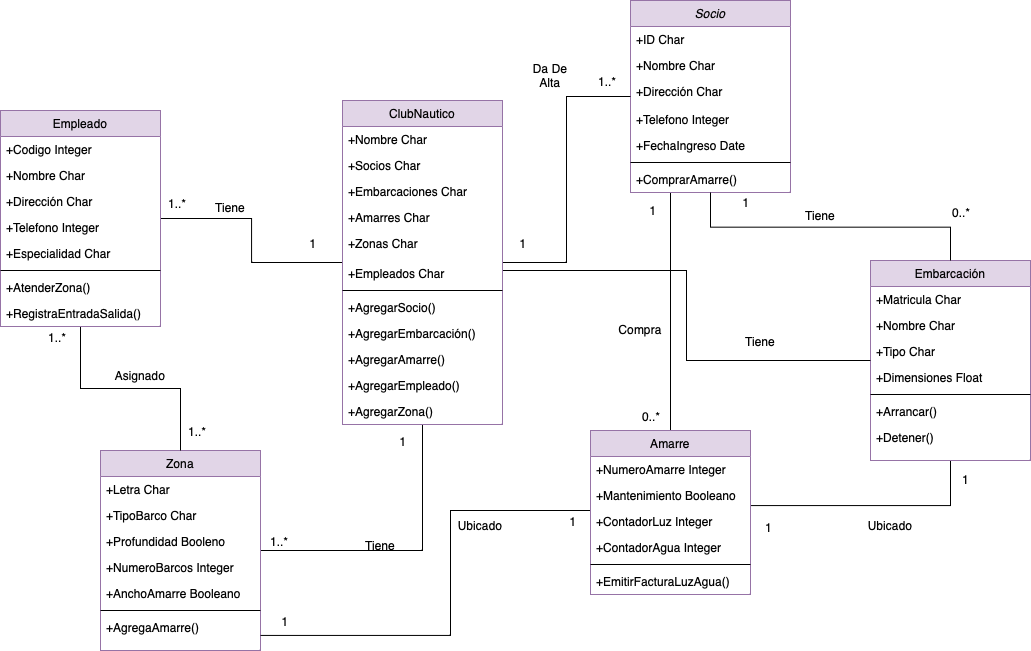 Socio
+ID Char
+Nombre Char
+Dirección Char
+Telefono Integer
+FechaIngreso Date
+ComprarAmarre()
Da De
Alta
1..*
ClubNautico
+Nombre Char
+Socios Char
+Embarcaciones Char
+Amarres Char
+Zonas Char
+Empleados Char
+AgregarSocio()
+AgregarEmbarcación()
+AgregarAmarre()
+AgregarEmpleado()
+AgregarZona()
Empleado
+Codigo Integer
+Nombre Char
+Dirección Char
+Telefono Integer
+Especialidad Char
+AtenderZona()
+RegistraEntradaSalida()
1..*
Tiene
1
1
1
1
Tiene
0..*
Embarcación
+Matricula Char
+Nombre Char
+Tipo Char
+Dimensiones Float
+Arrancar()
+Detener()
Compra
Tiene
1..*
Asignado
1..*
0..*
1
Zona
+Letra Char
+TipoBarco Char
+Profundidad Booleno
+NumeroBarcos Integer
+AnchoAmarre Booleano
+AgregaAmarre()
1..*
Tiene
Amarre
+NumeroAmarre Integer
+Mantenimiento Booleano
+ContadorLuz Integer
+ContadorAgua Integer
+EmitirFacturaLuzAgua()
Ubicado
1
1
1
Ubicado
1